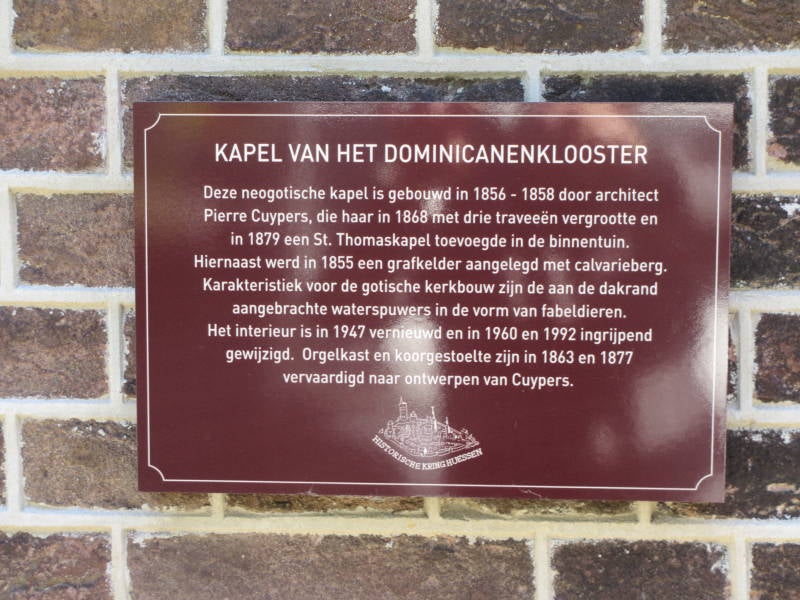 KAPEL VAN HET DOMINICANENKLOOSTER
Deze neogotische kapel is gebouwd in 1856 - 1858 door architect
Pierre Cuypers, die haar in 1868 met drie traveeën vergrootte en
in 1879 een St. Thomaskapel toevoegde in de binnentuin.
Hiernaast werd in 1855 een grafkelder aangelegd met calvarieberg.
Karakteristiek voor de gotische kerkbouw zijn de aan de dakrand
aangebrachte waterspuwers in de vorm van fabeldieren.
Het interieur is in 1947 vernieuwd en in 1960 en 1992 ingrijpend
gewijzigd. Orgelkast en koorgestoelte zijn in 1863 en 1877
vervaardigd naar ontwerpen van Cuypers.
HISTORISCHE KRING HUESSEN